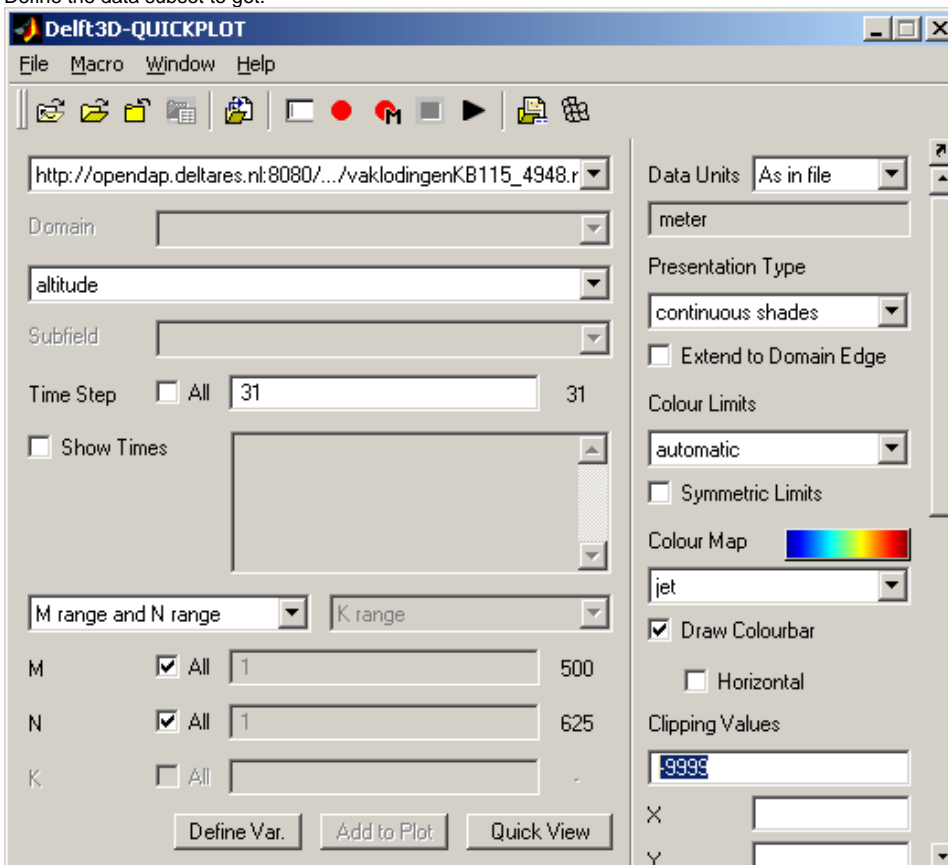 Define the data subset to get.
Delft3D-QUICKPLOT
File Macro Window Help
M
http://opendap.deltares.nl:8080/.../vaklodingenKB115_4948.r
Domain
altitude
Subfield
Time Step All 31 31
Show Times
M range and N range K range
M All 1 500
N All 1 625
K All -
Define Var. Add to Plot Quick View
Data Units As in file
meter
Presentation Type
continuous shades
Extend to Domain Edge
Colour Limits
automatic
Symmetric Limits
Colour Map
jet
Draw Colourbar
Horizontal
Clipping Values
-9999
X
Y